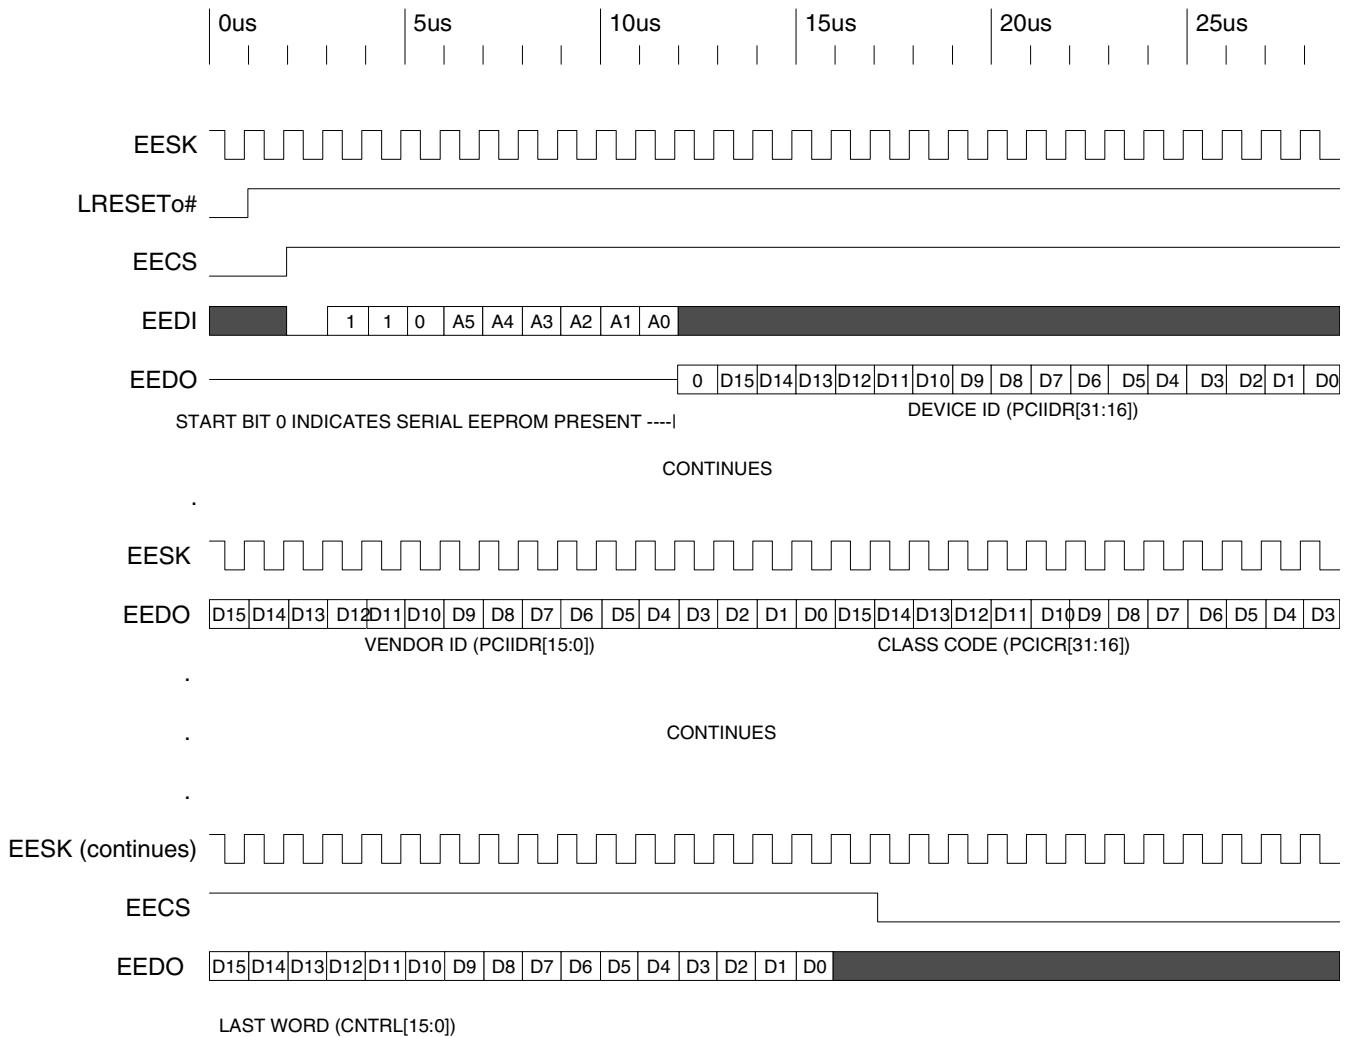 0us 5us 10us 15us 20us 25us
EESK
LRESETo#
EECS
EEDI 1 1 0 A5 A4 A3 A2 A1 A0
EEDO 0 D15 D14 D13 D12 D11 D10 D9 D8 D7 D6 D5 D4 D3 D2 D1 D0
DEVICE ID (PCIIDR[31:16])
START BIT 0 INDICATES SERIAL EEPROM PRESENT ----|
CONTINUES
.
EESK
EEDO D15 D14 D13 D12 D11 D10 D9 D8 D7 D6 D5 D4 D3 D2 D1 D0 D15 D14 D13 D12 D11 D10 D9 D8 D7 D6 D5 D4 D3
VENDOR ID (PCIIDR[15:0]) CLASS CODE (PCICR[31:16])
.
. CONTINUES
.
EESK (continues)
EECS
EEDO D15 D14 D13 D12 D11 D10 D9 D8 D7 D6 D5 D4 D3 D2 D1 D0
LAST WORD (CNTRL[15:0])